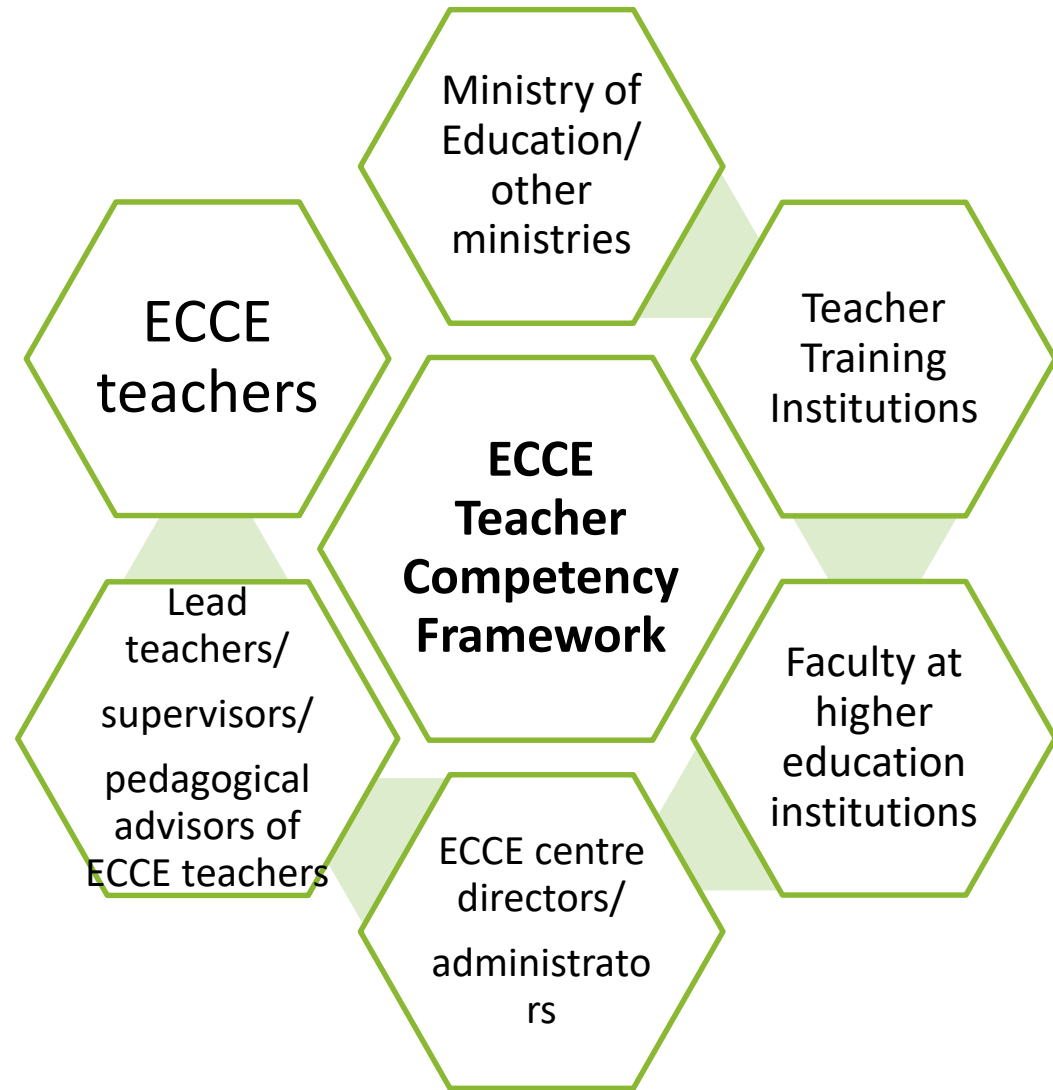 Ministry of
Education/
other
ministries
Teacher
Training
Institutions
Faculty at
higher
education
institutions
ECCE centre
directors/
administrato
rs
Lead
teachers/
supervisors/
pedagogical
advisors of
ECCE teachers
ECCE
teachers
ECCE
Teacher
Competency
Framework